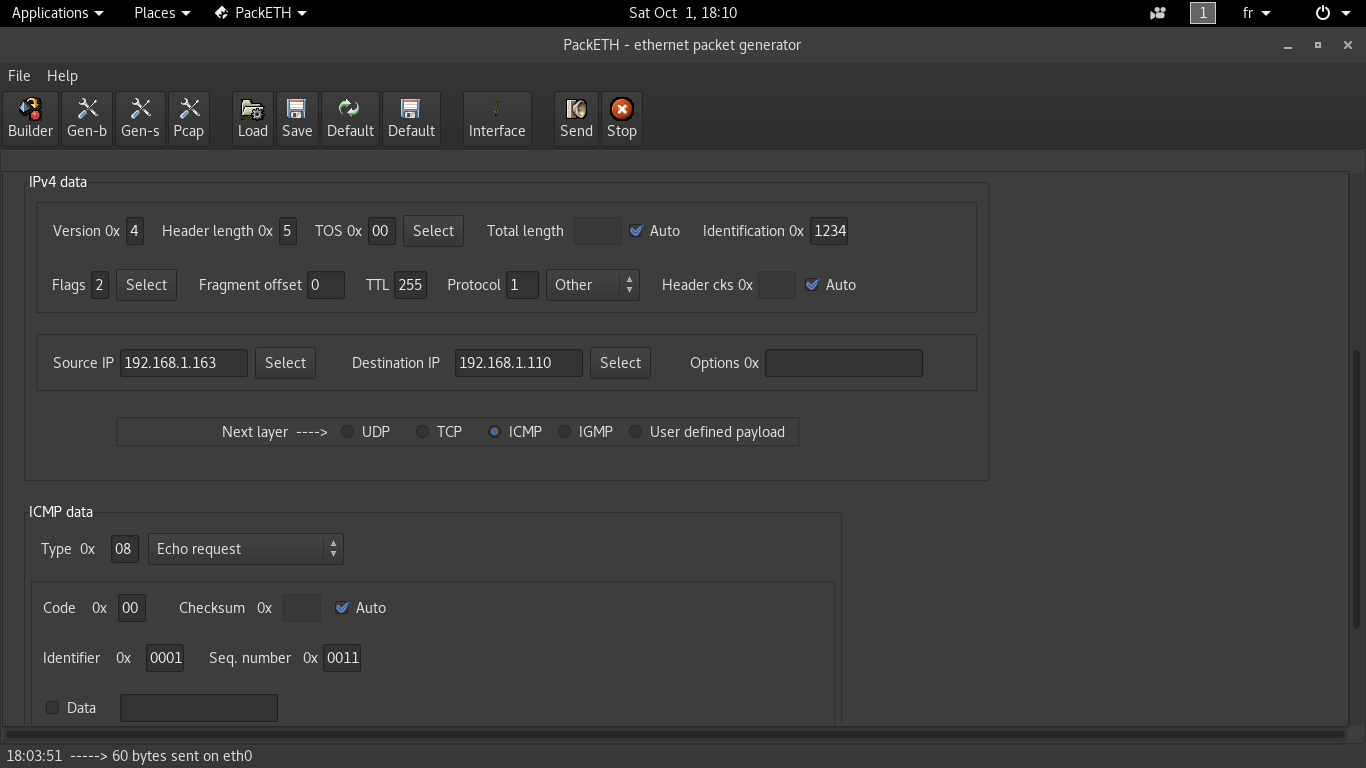 Applications Places PackETH Sat Oct 1, 18:10 1 fr
PackETH - ethernet packet generator
File Help
Builder Gen-b Gen-s Pcap Load Save Default Default Interface Send Stop
IPv4 data
Version 0x 4 Header length 0x 5 TOS 0x 00 Select Total length Auto Identification 0x 1234
Flags 2 Select Fragment offset 0 TTL 255 Protocol 1 Other Header cks 0x Auto
Source IP 192.168.1.163 Select Destination IP 192.168.1.110 Select Options 0x
Next layer ----> UDP TCP ICMP IGMP User defined payload
ICMP data
Type 0x 08 Echo request
Code 0x 00 Checksum 0x Auto
Identifier 0x 0001 Seq. number 0x 0011
Data
18:03:51 -----> 60 bytes sent on eth0